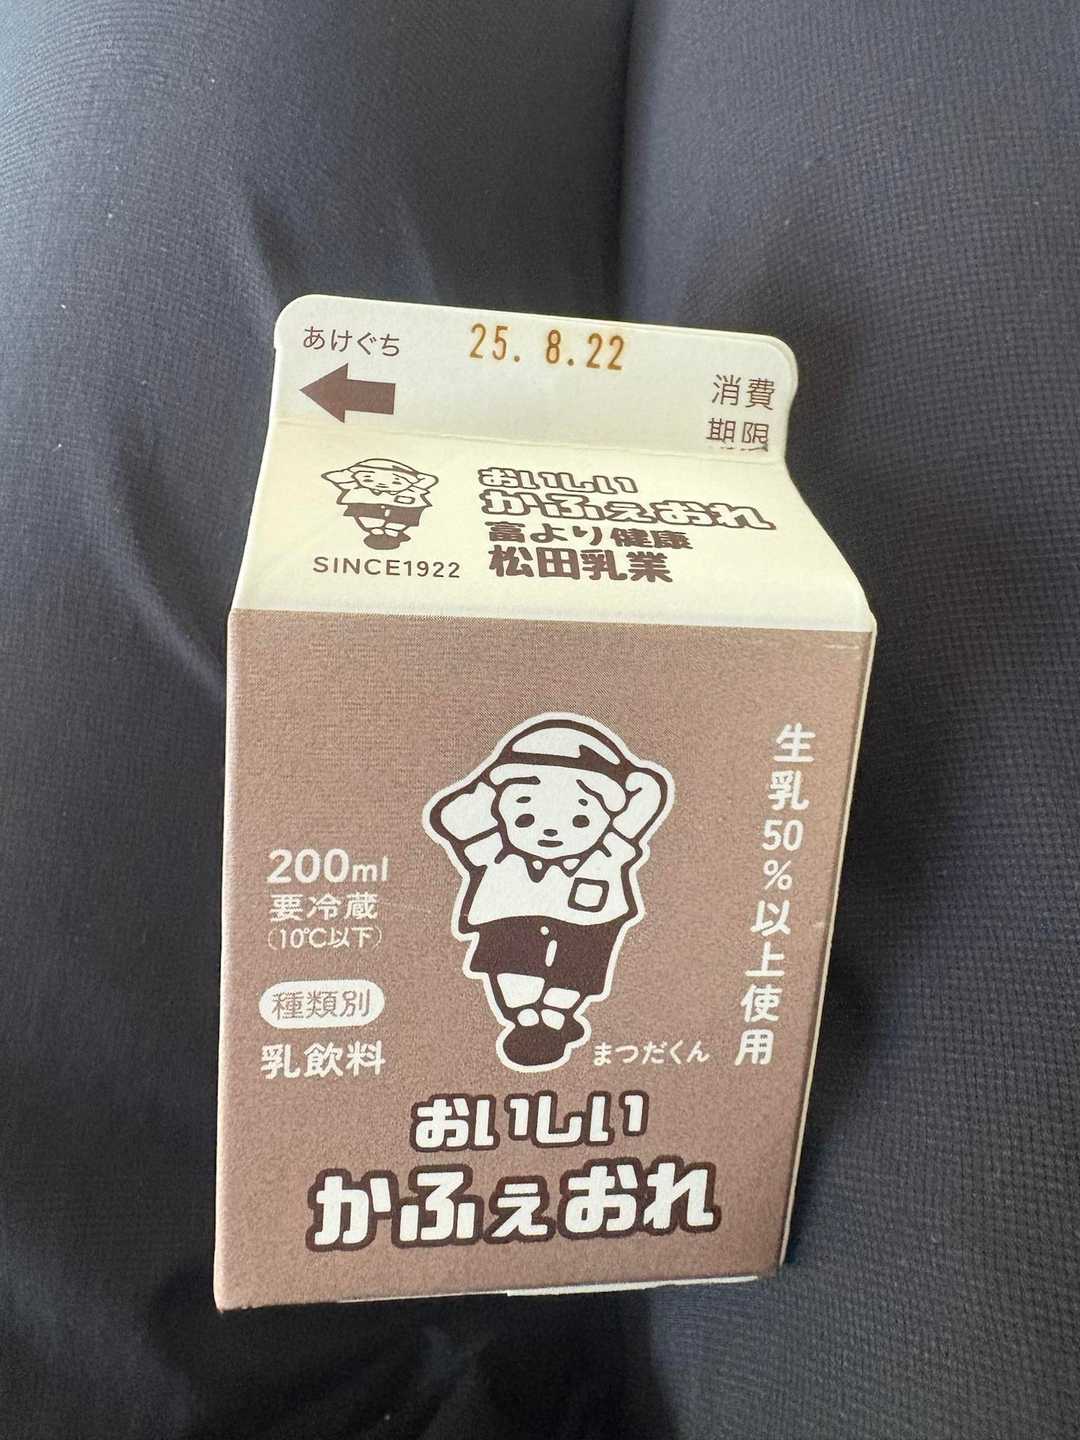 あけぐち
25. 8.22
消費
期限
おいしい
かふぇおれ
富より健康
松田乳業
SINCE1922
生乳50%以上使用
200ml
要冷蔵
(10℃以下)
種類別
乳飲料
まつだくん
おいしい
かふぇおれ